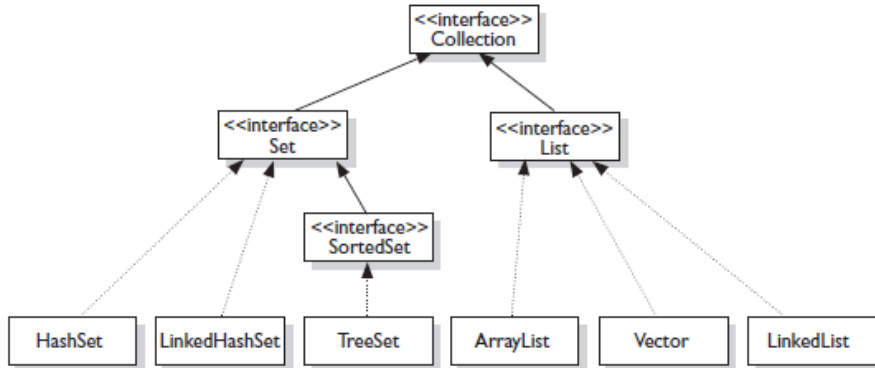 <<interface>>
Collection
<<interface>>
Set
<<interface>>
List
<<interface>>
SortedSet
HashSet
LinkedHashSet
TreeSet
ArrayList
Vector
LinkedList